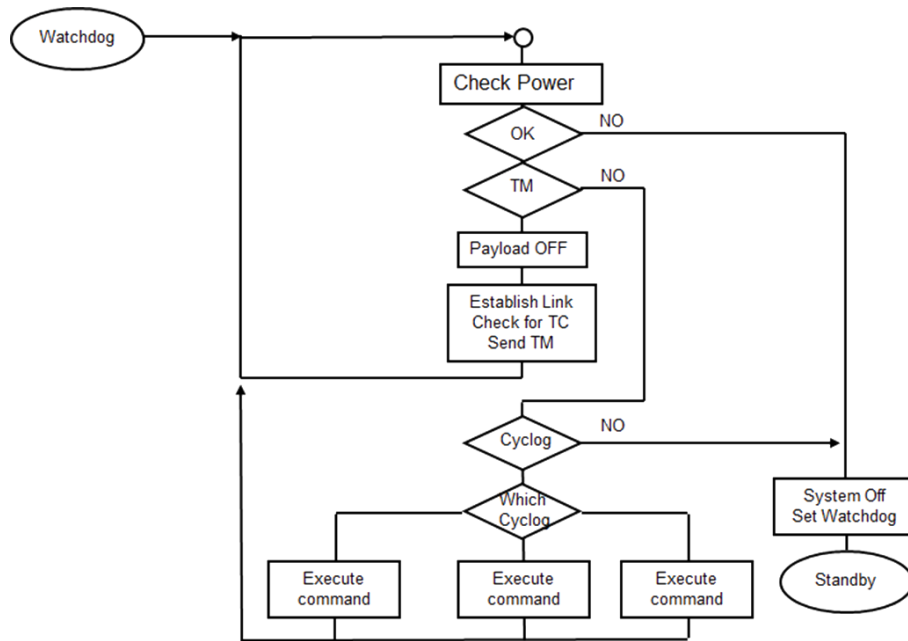 Watchdog
Check Power
OK
NO
TM
NO
Payload OFF
Establish Link
Check for TC
Send TM
Cyclog
NO
Which
Cyclog
System Off
Set Watchdog
Execute
command
Execute
command
Execute
command
Standby